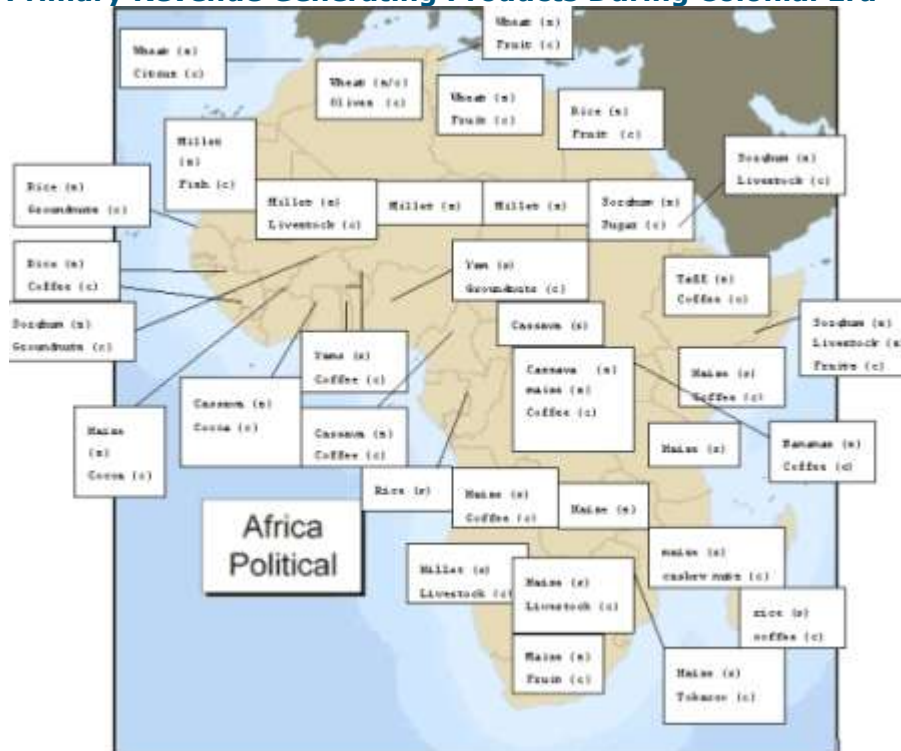 Primary Revenue Generating Products During Colonial Era
Wheat (s)
Fruit (c)
Wheat (s)
Citrus (c)
Wheat (s/c)
Olives (c)
Wheat (s)
Fruit (c)
Rice (s)
Fruit (c)
Millet
(s)
Fish (c)
Sorghum (s)
Livestock (c)
Rice (s)
Groundnuts (c)
Millet (s)
Livestock (c)
Millet (s)
Millet (s)
Sorghum (s)
Sugar (c)
Rice (s)
Coffee (c)
Yam (s)
Groundnuts (c)
Teff (s)
Coffee (c)
Sorghum (s)
Groundnuts (c)
Cassava (s)
Sorghum (s)
Livestock
Fruits (c)
Yams (s)
Coffee (c)
Cassava (s)
maize (s)
Coffee (c)
Maize (s)
Coffee (c)
Cassava (s)
Cocoa (c)
Maize
(s)
Cocoa (c)
Cassava (s)
Coffee (c)
Maize (s)
Bananas (s)
Coffee (c)
Rice (s)
Maize (s)
Coffee (c)
Maize (s)
Africa
Political
maize (s)
cashew nuts (c)
Millet (s)
Livestock (c)
Maize (s)
Livestock (c)
rice (s)
coffee (c)
Maize (s)
Fruit (c)
Maize (s)
Tobacco (c)